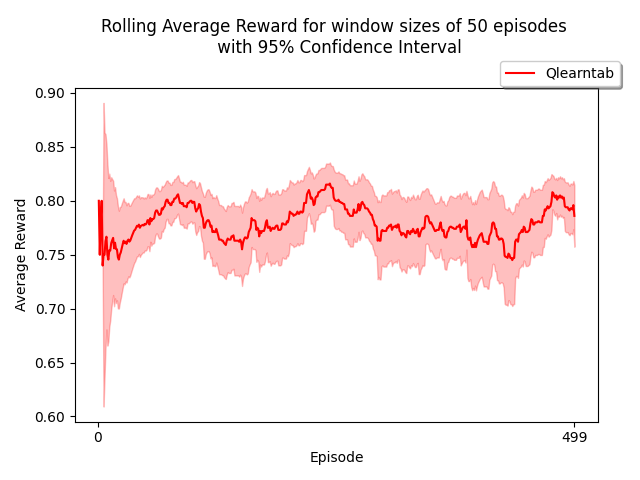 Rolling Average Reward for window sizes of 50 episodes
with 95% Confidence Interval
Qlearntab
0.90
0.85
0.80
0.75
0.70
0.65
0.60
Average Reward
0
499
Episode